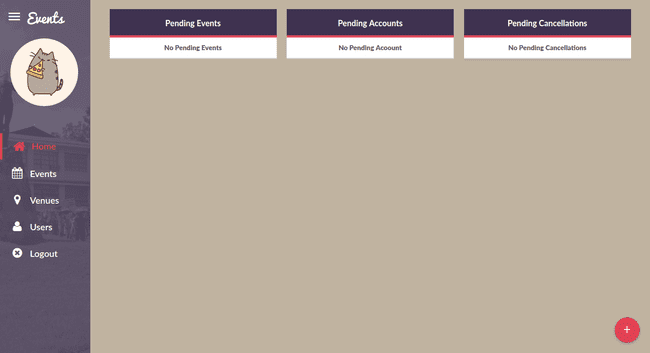 Events
Home
Events
Venues
Users
Logout
Pending Events
No Pending Events
Pending Accounts
No Pending Acoount
Pending Cancellations
No Pending Cancellations
+